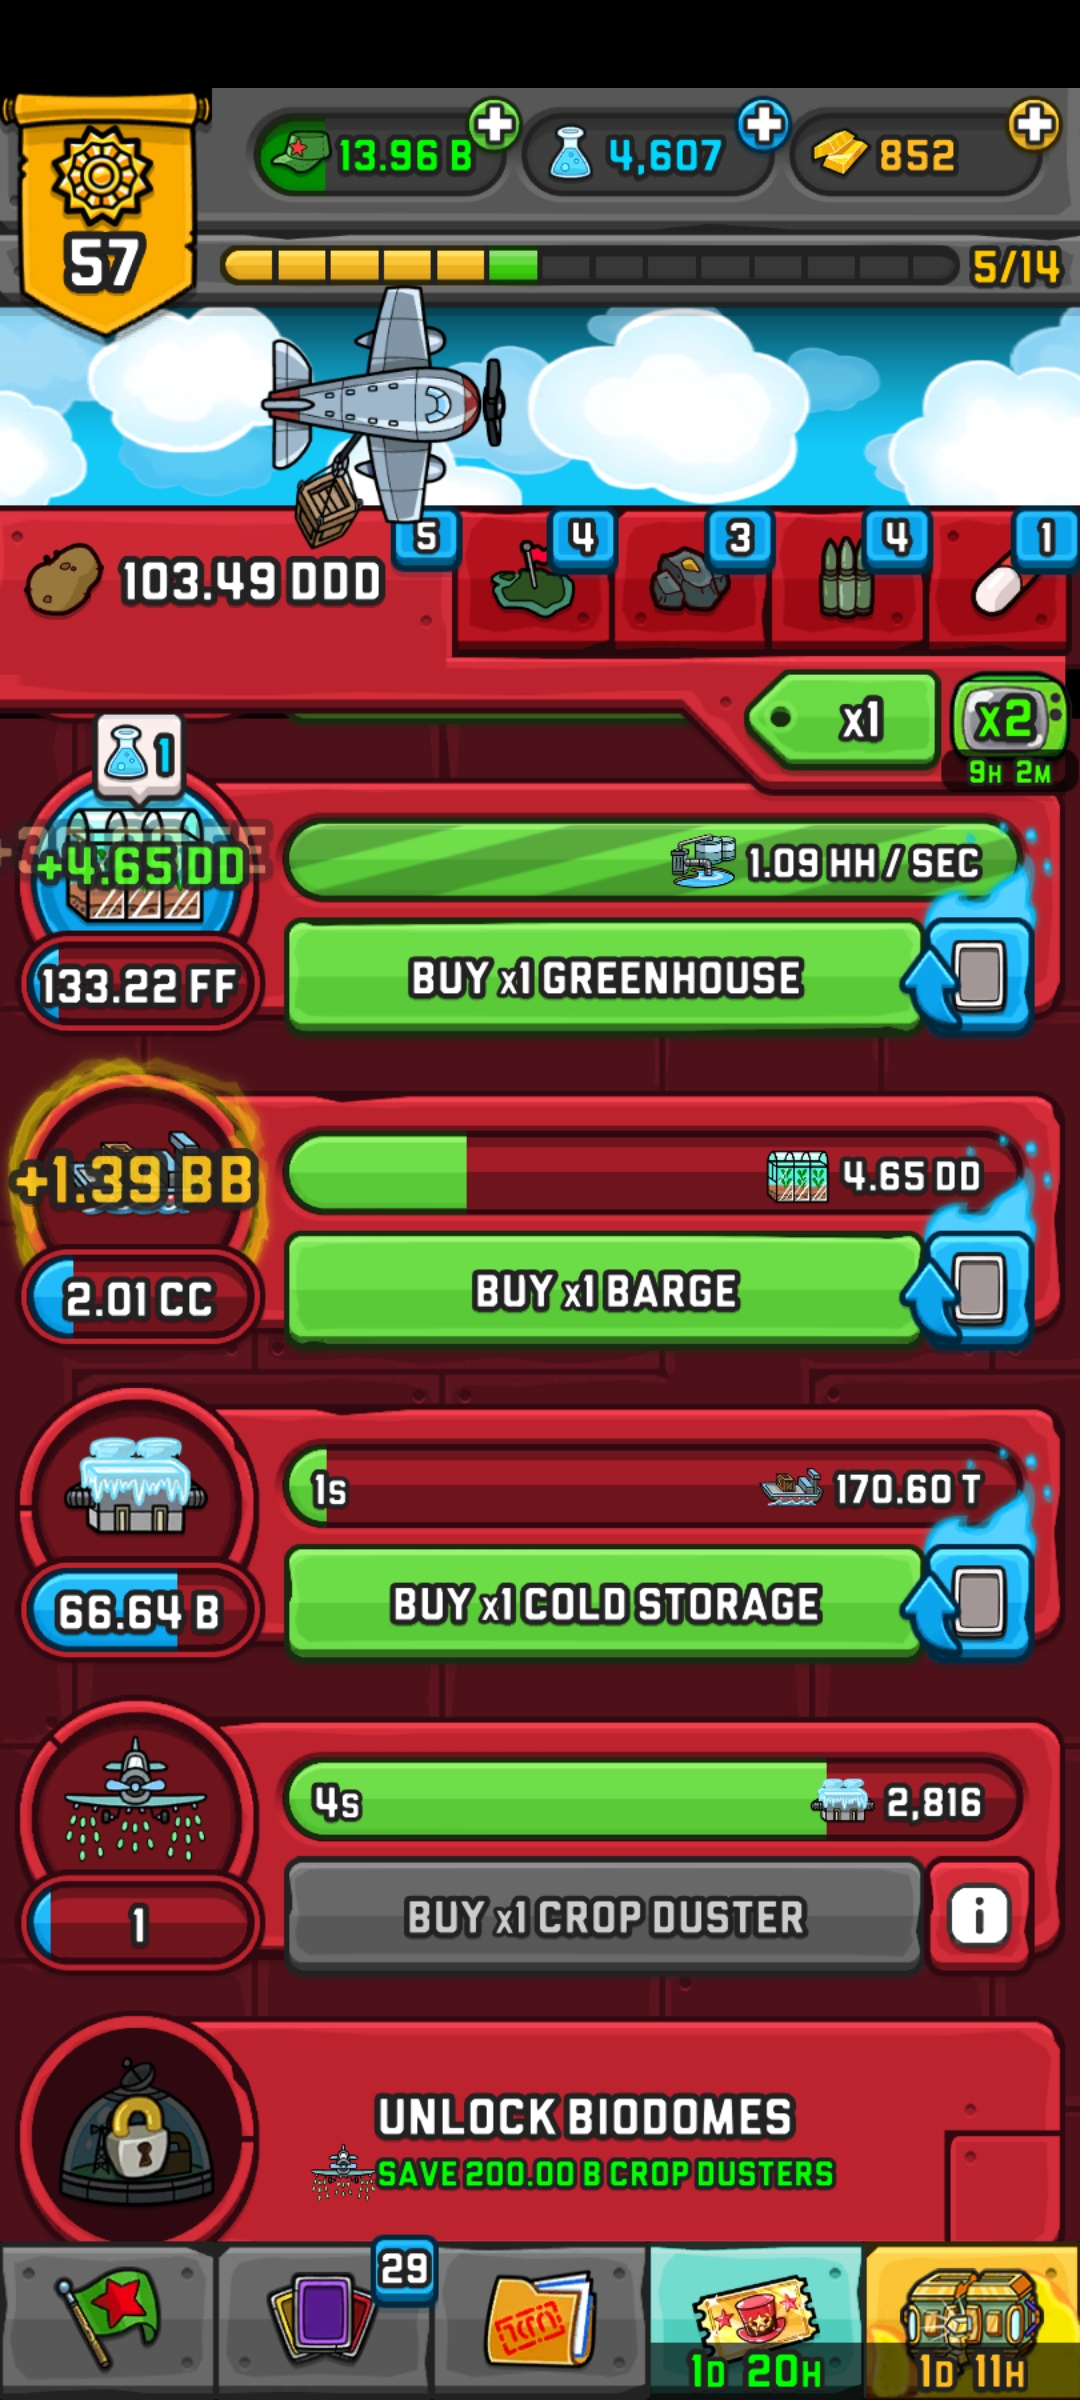 13.96 B
4,607
852
57
5/14
103.49 DDD
5
4
3
4
1
x1
x2
9H 2M
1
+4.65 DD
1.09 HH / SEC
133.22 FF
BUY x1 GREENHOUSE
+1.39 BB
4.65 DD
2.01 CC
BUY x1 BARGE
1s
170.60 T
66.64 B
BUY x1 COLD STORAGE
4s
2,816
1
BUY x1 CROP DUSTER
i
UNLOCK BIODOMES
SAVE 200.00 B CROP DUSTERS
29
1D 20H
1D 11H